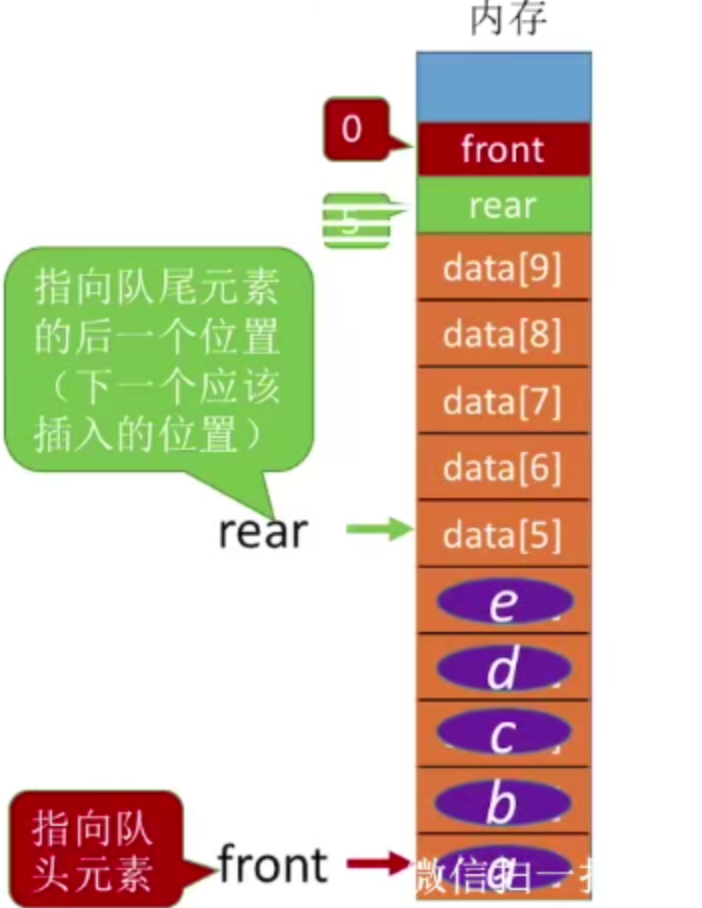 内存
0
front
5
rear
data[9]
指向队尾元素
的后一个位置
（下一个应该
插入的位置）
data[8]
data[7]
data[6]
rear
data[5]
e
d
c
b
指向队
头元素
front
a
微信扫一扫